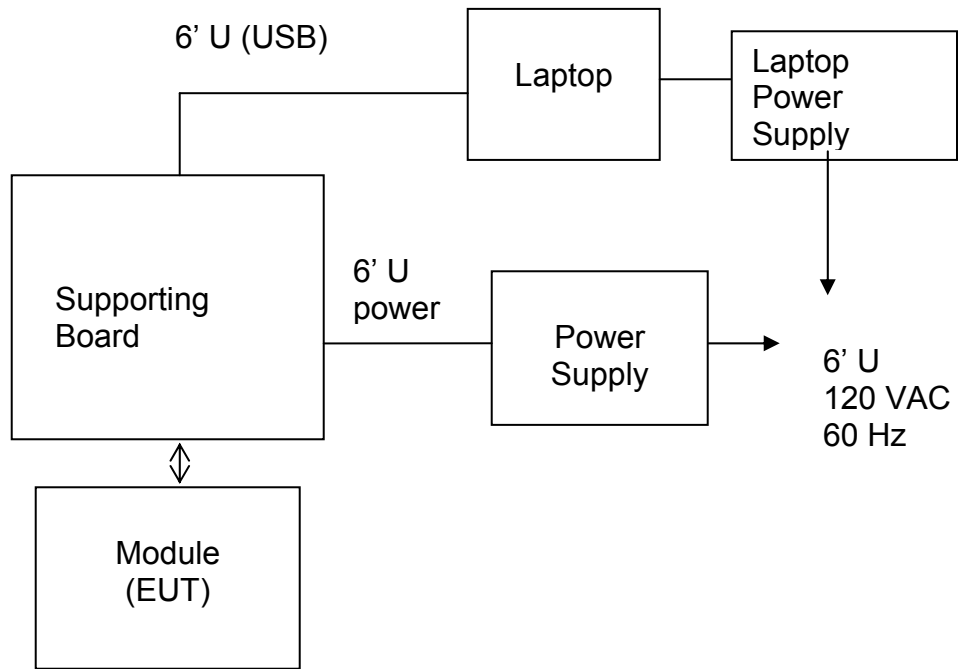 6’ U (USB)
Laptop
Laptop
Power
Supply
Supporting
Board
6’ U
power
Power
Supply
6’ U
120 VAC
60 Hz
Module
(EUT)